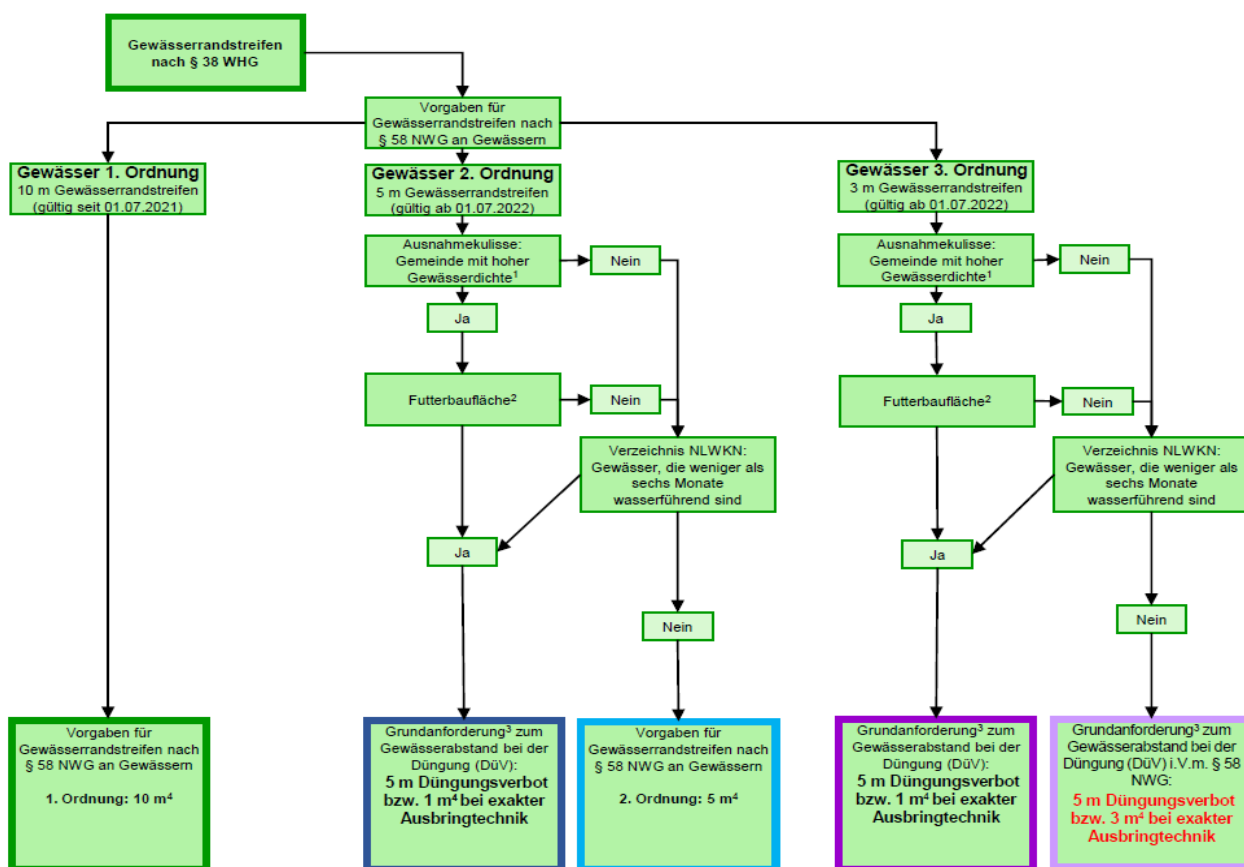 Gewässerrandstreifen
nach § 38 WHG
Vorgaben für
Gewässerrandstreifen nach
§ 58 NWG an Gewässern
Gewässer 1. Ordnung
10 m Gewässerrandstreifen
(gültig seit 01.07.2021)
Gewässer 2. Ordnung
5 m Gewässerrandstreifen
(gültig ab 01.07.2022)
Gewässer 3. Ordnung
3 m Gewässerrandstreifen
(gültig ab 01.07.2022)
Ausnahmekulisse:
Gemeinde mit hoher
Gewässerdichte¹
Nein
Ausnahmekulisse:
Gemeinde mit hoher
Gewässerdichte¹
Nein
Ja
Ja
Futterbaufläche²
Nein
Futterbaufläche²
Nein
Verzeichnis NLWKN:
Gewässer, die weniger als
sechs Monate
wasserführend sind
Verzeichnis NLWKN:
Gewässer, die weniger als
sechs Monate
wasserführend sind
Ja
Ja
Nein
Nein
Vorgaben für
Gewässerrandstreifen nach
§ 58 NWG an Gewässern
1. Ordnung: 10 m⁴
Grundanforderung³ zum
Gewässerabstand bei der
Düngung (DüV):
5 m Düngungsverbot
bzw. 1 m⁴ bei exakter
Ausbringtechnik
Vorgaben für
Gewässerrandstreifen nach
§ 58 NWG an Gewässern
2. Ordnung: 5 m⁴
Grundanforderung³ zum
Gewässerabstand bei der
Düngung (DüV):
5 m Düngungsverbot
bzw. 1 m⁴ bei exakter
Ausbringtechnik
Grundanforderung³ zum
Gewässerabstand bei der
Düngung (DüV) i.V.m. § 58
NWG:
5 m Düngungsverbot
bzw. 3 m⁴ bei exakter
Ausbringtechnik